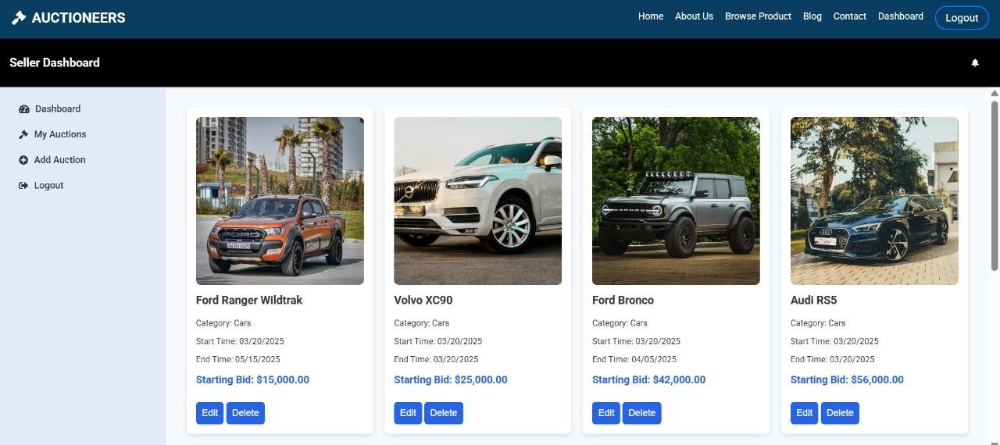 AUCTIONEERS
Home About Us Browse Product Blog Contact Dashboard Logout
Seller Dashboard
Dashboard
My Auctions
Add Auction
Logout
Ford Ranger Wildtrak
Category: Cars
Start Time: 03/20/2025
End Time: 05/15/2025
Starting Bid: $15,000.00
Edit Delete
Volvo XC90
Category: Cars
Start Time: 03/20/2025
End Time: 03/20/2025
Starting Bid: $25,000.00
Edit Delete
Ford Bronco
Category: Cars
Start Time: 03/20/2025
End Time: 04/05/2025
Starting Bid: $42,000.00
Edit Delete
Audi RS5
Category: Cars
Start Time: 03/20/2025
End Time: 03/20/2025
Starting Bid: $56,000.00
Edit Delete